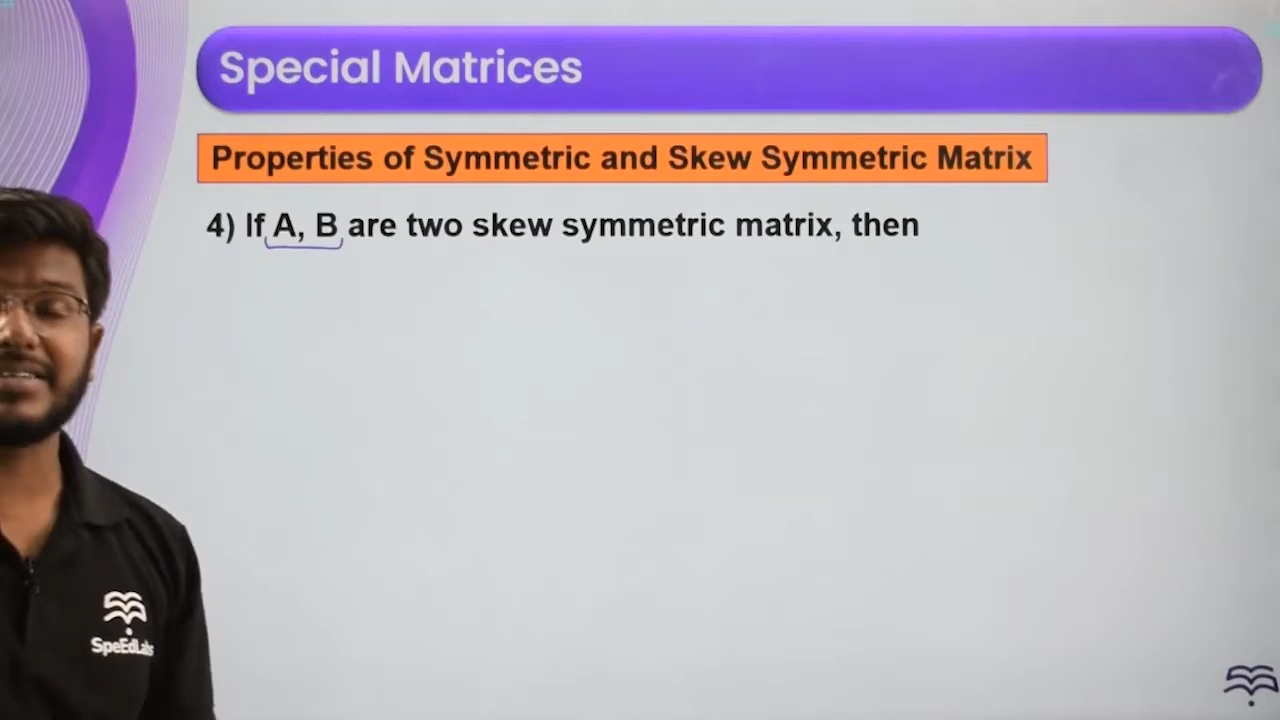 Special Matrices
Properties of Symmetric and Skew Symmetric Matrix
4) If A, B are two skew symmetric matrix, then
SpeEdLabs